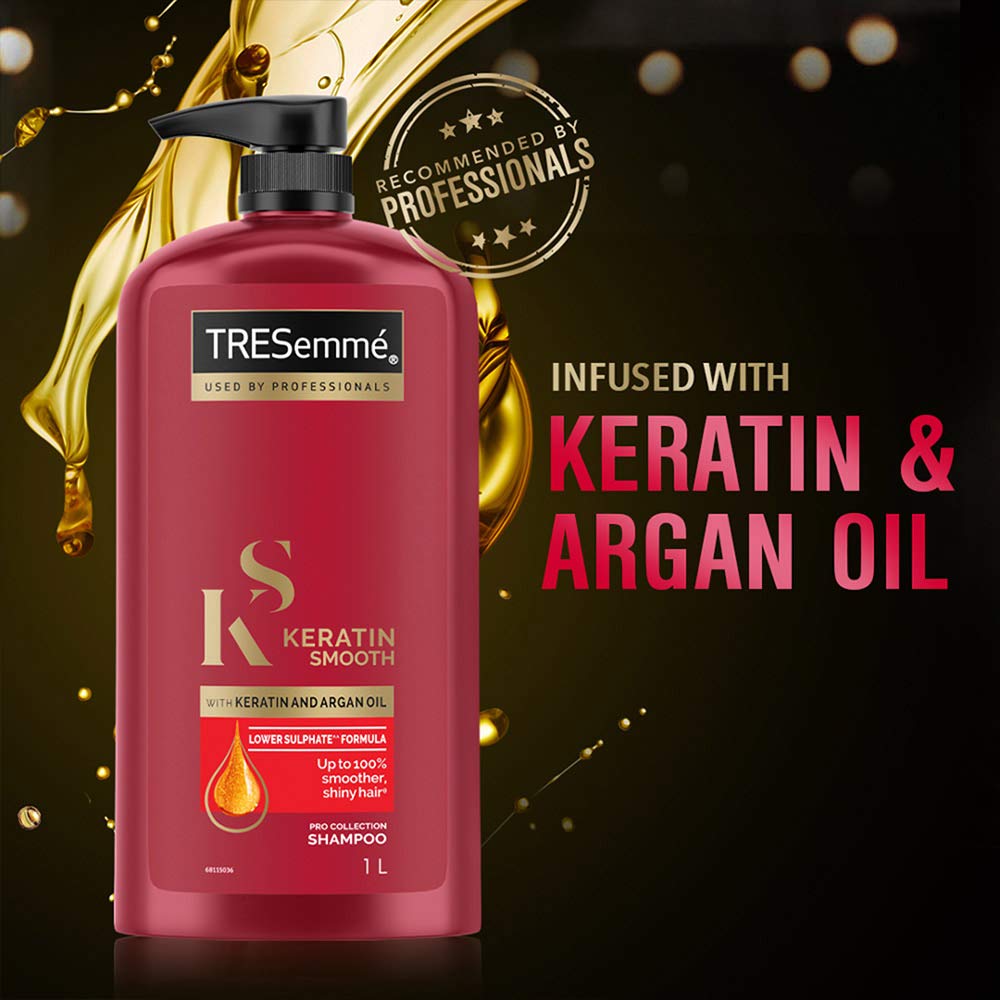 RECOMMENDED BY
PROFESSIONALS
TRESemmé®
USED BY PROFESSIONALS
KS
KERATIN
SMOOTH
WITH KERATIN AND ARGAN OIL
LOWER SULPHATE^^ FORMULA
Up to 100%
smoother,
shiny hair⁰
PRO COLLECTION
SHAMPOO
1 L
68115036
INFUSED WITH
KERATIN &
ARGAN OIL